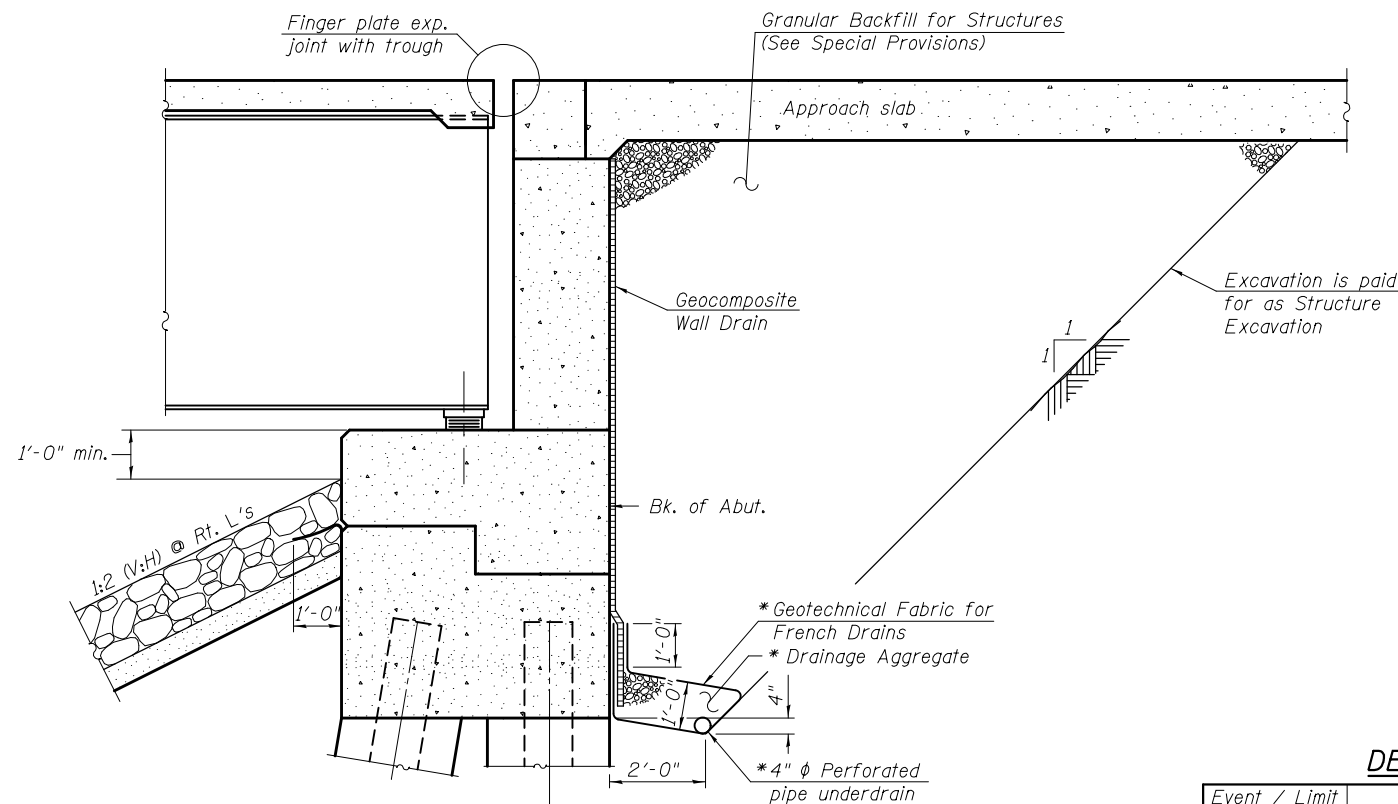 Finger plate exp.
joint with trough
Granular Backfill for Structures
(See Special Provisions)
Approach slab
Geocomposite
Wall Drain
Excavation is paid
for as Structure
Excavation
1
1
1'-0" min.
Bk. of Abut.
1:2 (V:H) @ Rt. L's
1'-0"
*Geotechnical Fabric for
French Drains
* Drainage Aggregate
1'-0"
1'-0"
4"
2'-0"
*4" ϕ Perforated
pipe underdrain
DE
Event / Limit